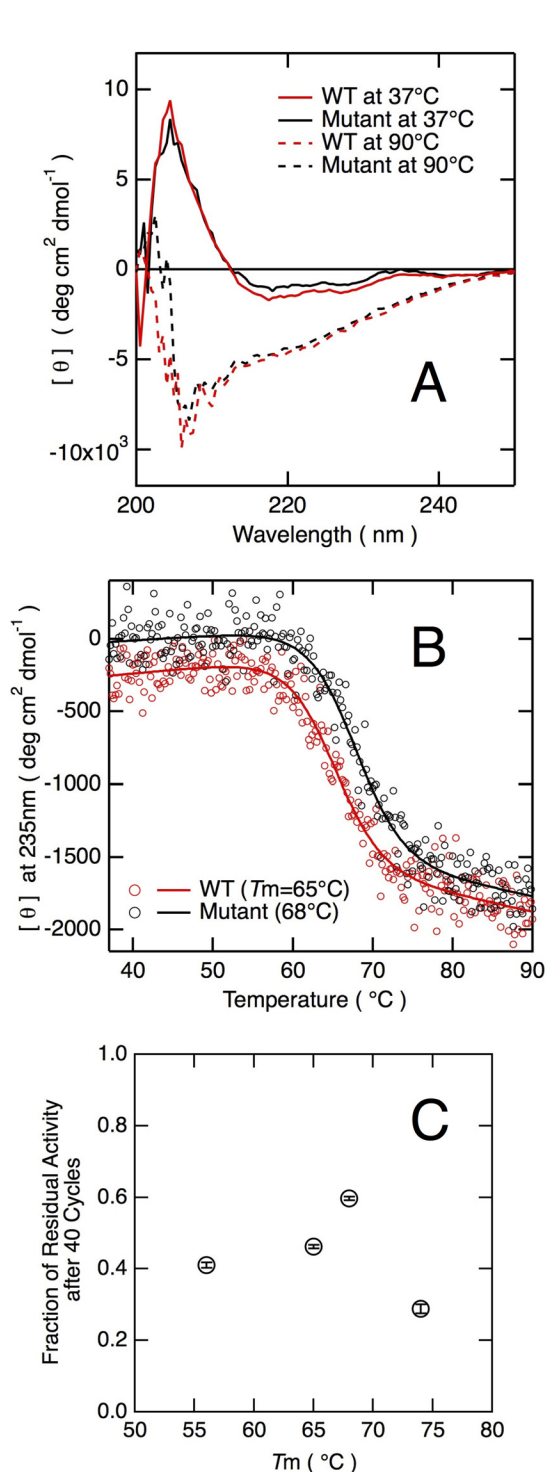 10
5
0
-5
-10x10³
[ θ ] ( deg cm² dmol⁻¹ )
WT at 37°C
Mutant at 37°C
WT at 90°C
Mutant at 90°C
A
200 220 240
Wavelength ( nm )
0
-500
-1000
-1500
-2000
[ θ ] at 235nm ( deg cm² dmol⁻¹ )
B
WT (Tm=65°C)
Mutant (68°C)
40 50 60 70 80 90
Temperature ( °C )
1.0
0.8
0.6
0.4
0.2
0.0
Fraction of Residual Activity
after 40 Cycles
C
50 55 60 65 70 75 80
Tm ( °C )